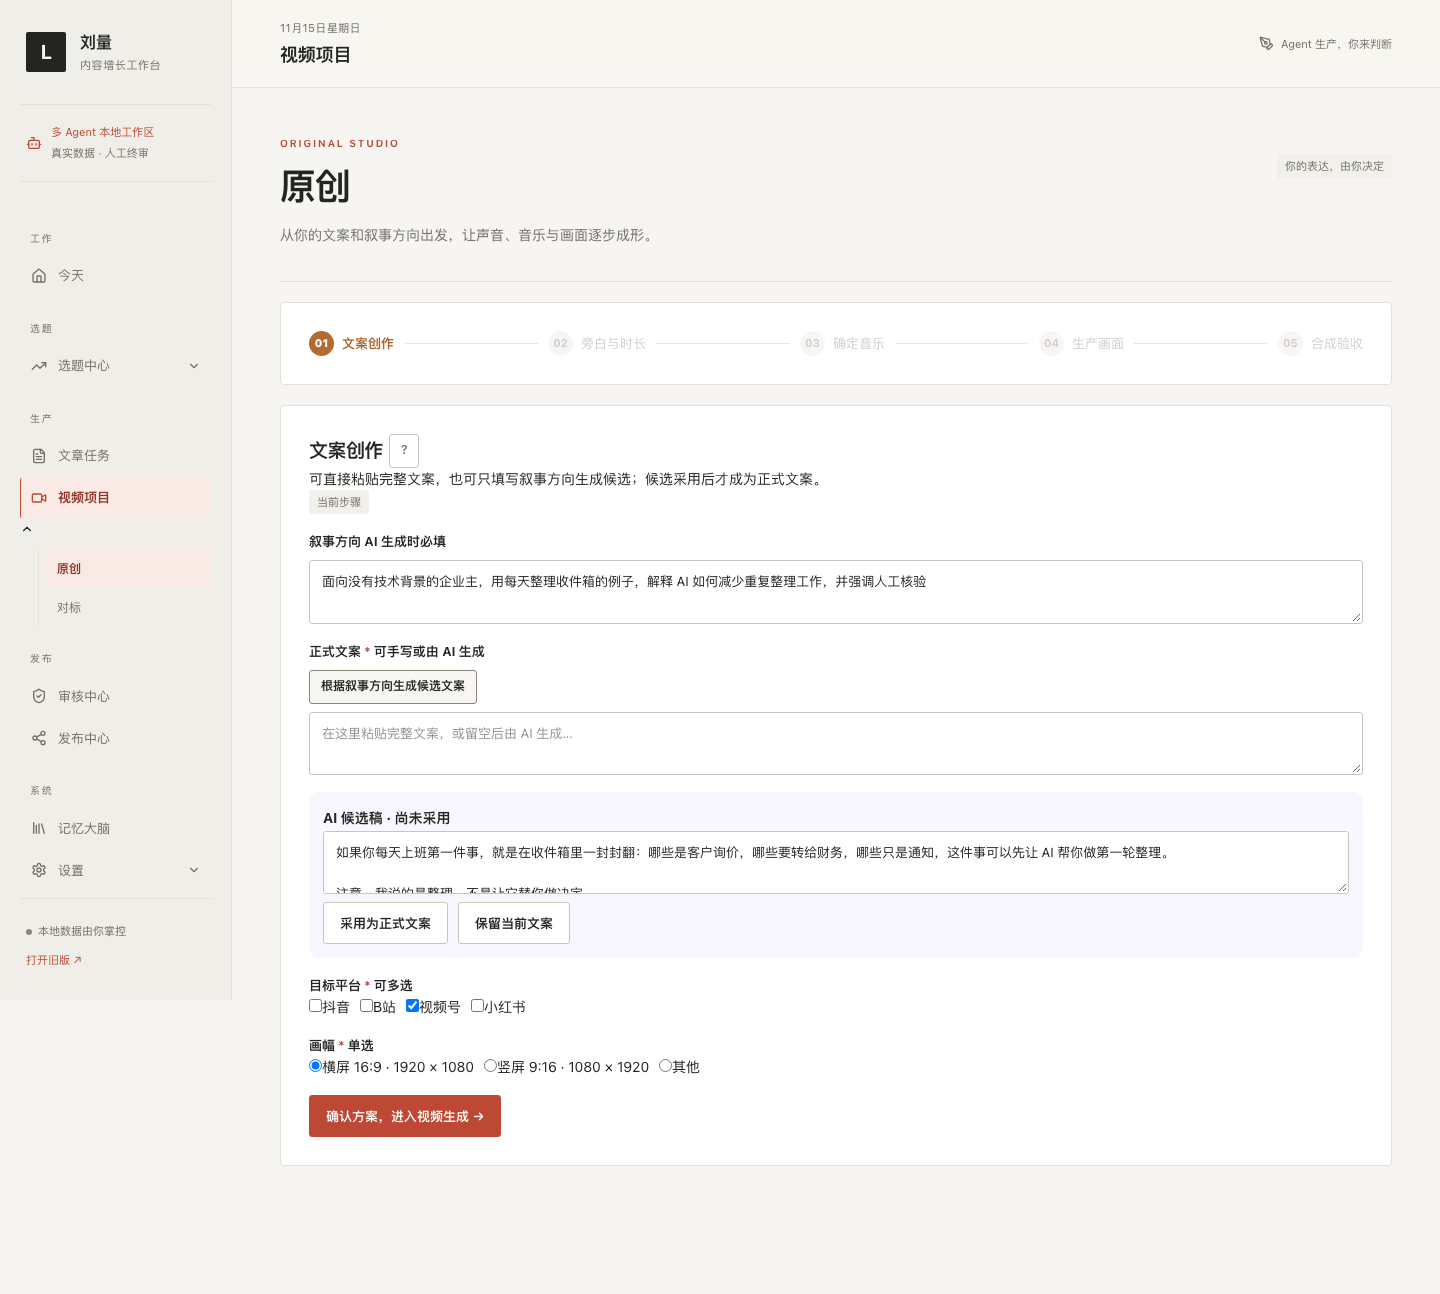 L
刘量
内容增长工作台
多 Agent 本地工作区
真实数据 · 人工终审
工作
今天
选题
选题中心
生产
文章任务
视频项目
原创
对标
发布
审核中心
发布中心
系统
记忆大脑
设置
本地数据由你掌控
打开旧版 ↗
11月15日星期日
视频项目
Agent 生产，你来判断
ORIGINAL STUDIO
原创
你的表达，由你决定
从你的文案和叙事方向出发，让声音、音乐与画面逐步成形。
01 文案创作
02 旁白与时长
03 确定音乐
04 生产画面
05 合成验收
文案创作 ?
可直接粘贴完整文案，也可只填写叙事方向生成候选；候选采用后才成为正式文案。
当前步骤
叙事方向 AI 生成时必填
面向没有技术背景的企业主，用每天整理收件箱的例子，解释 AI 如何减少重复整理工作，并强调人工核验
正式文案 * 可手写或由 AI 生成
根据叙事方向生成候选文案
在这里粘贴完整文案，或留空后由 AI 生成...
AI 候选稿 · 尚未采用
如果你每天上班第一件事，就是在收件箱里一封封翻：哪些是客户询价，哪些要转给财务，哪些只是通知，这件事可以先让 AI 帮你做第一轮整理。
注意，我说的是整理，不是让它替你做决定
采用为正式文案 保留当前文案
目标平台 * 可多选
抖音 B站 视频号 小红书
画幅 * 单选
横屏 16:9 · 1920 × 1080 竖屏 9:16 · 1080 × 1920 其他
确认方案，进入视频生成 →